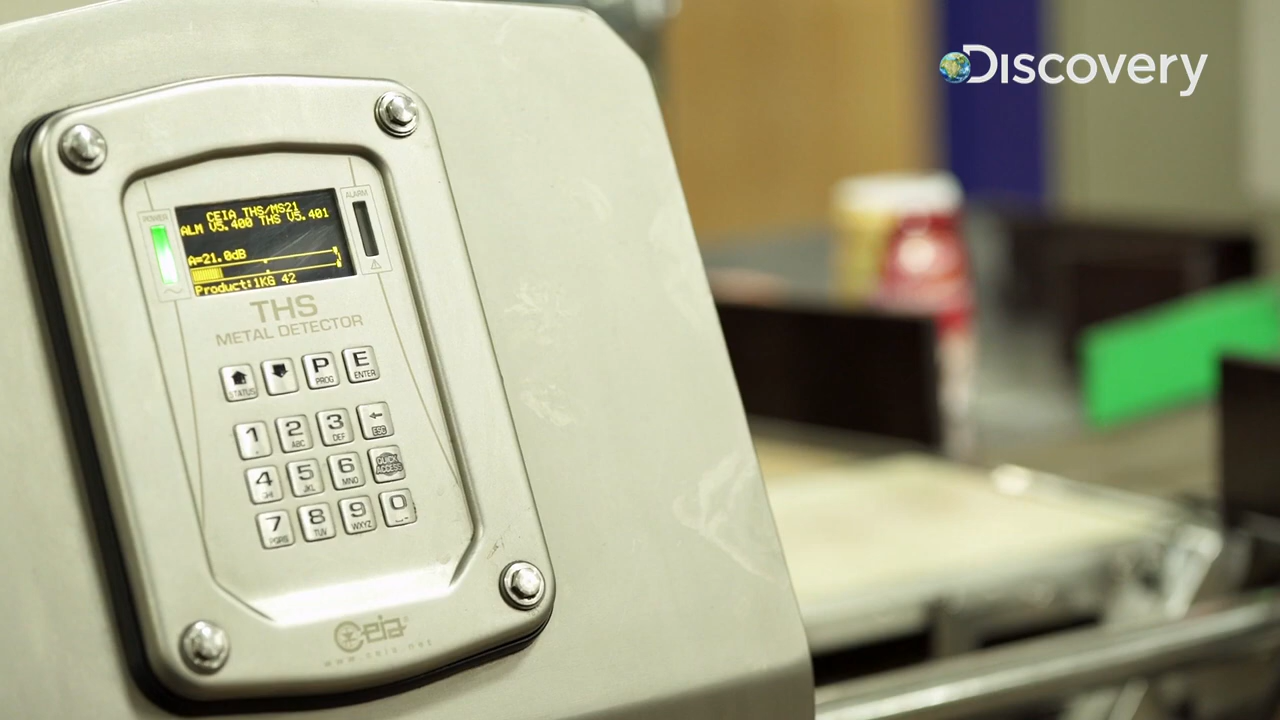 Discovery
CEIA THS/MS21
ALM V5.400 THS V5.401
A=21.0dB
Product:1KG 42
POWER
ALARM
THS
METAL DETECTOR
STATUS
P
PROG
E
ENTER
1
2
ABC
3
DEF
ESC
4
GHI
5
JKL
6
MNO
QUICK
ACCESS
7
PQRS
8
TUV
9
WXYZ
0
Ceia
www.ceia.net